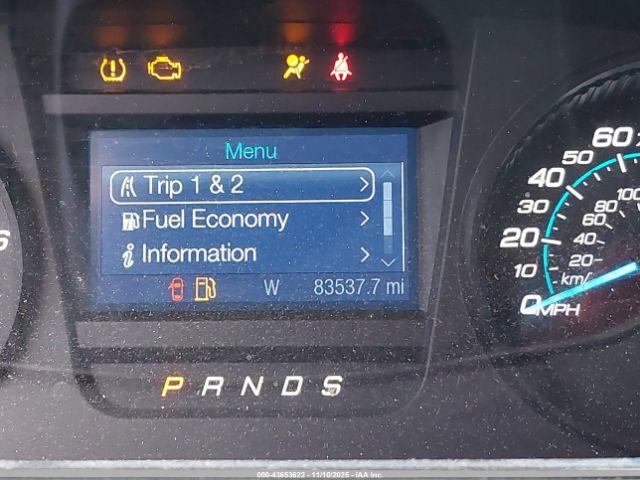 Menu
Trip 1 & 2
Fuel Economy
i Information
W 83537.7 mi
P R N D S
60
50
40
30
20
10
0 MPH
100
80
60
40
20
km/
000-43653622 — 11/10/2025 — IAA Inc.